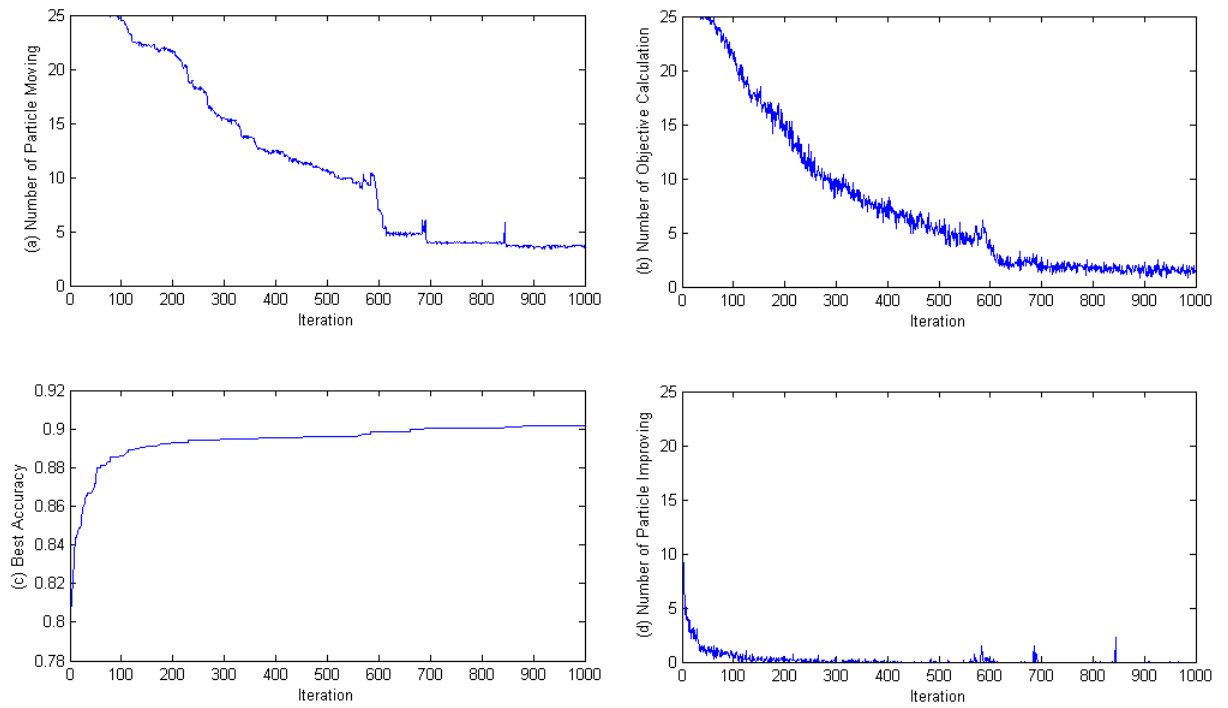 25
20
15
10
5
0
(a) Number of Particle Moving
0 100 200 300 400 500 600 700 800 900 1000
Iteration
25
20
15
10
5
0
(b) Number of Objective Calculation
0 100 200 300 400 500 600 700 800 900 1000
Iteration
0.92
0.9
0.88
0.86
0.84
0.82
0.8
0.78
(c) Best Accuracy
0 100 200 300 400 500 600 700 800 900 1000
Iteration
25
20
15
10
5
0
(d) Number of Particle Improving
0 100 200 300 400 500 600 700 800 900 1000
Iteration